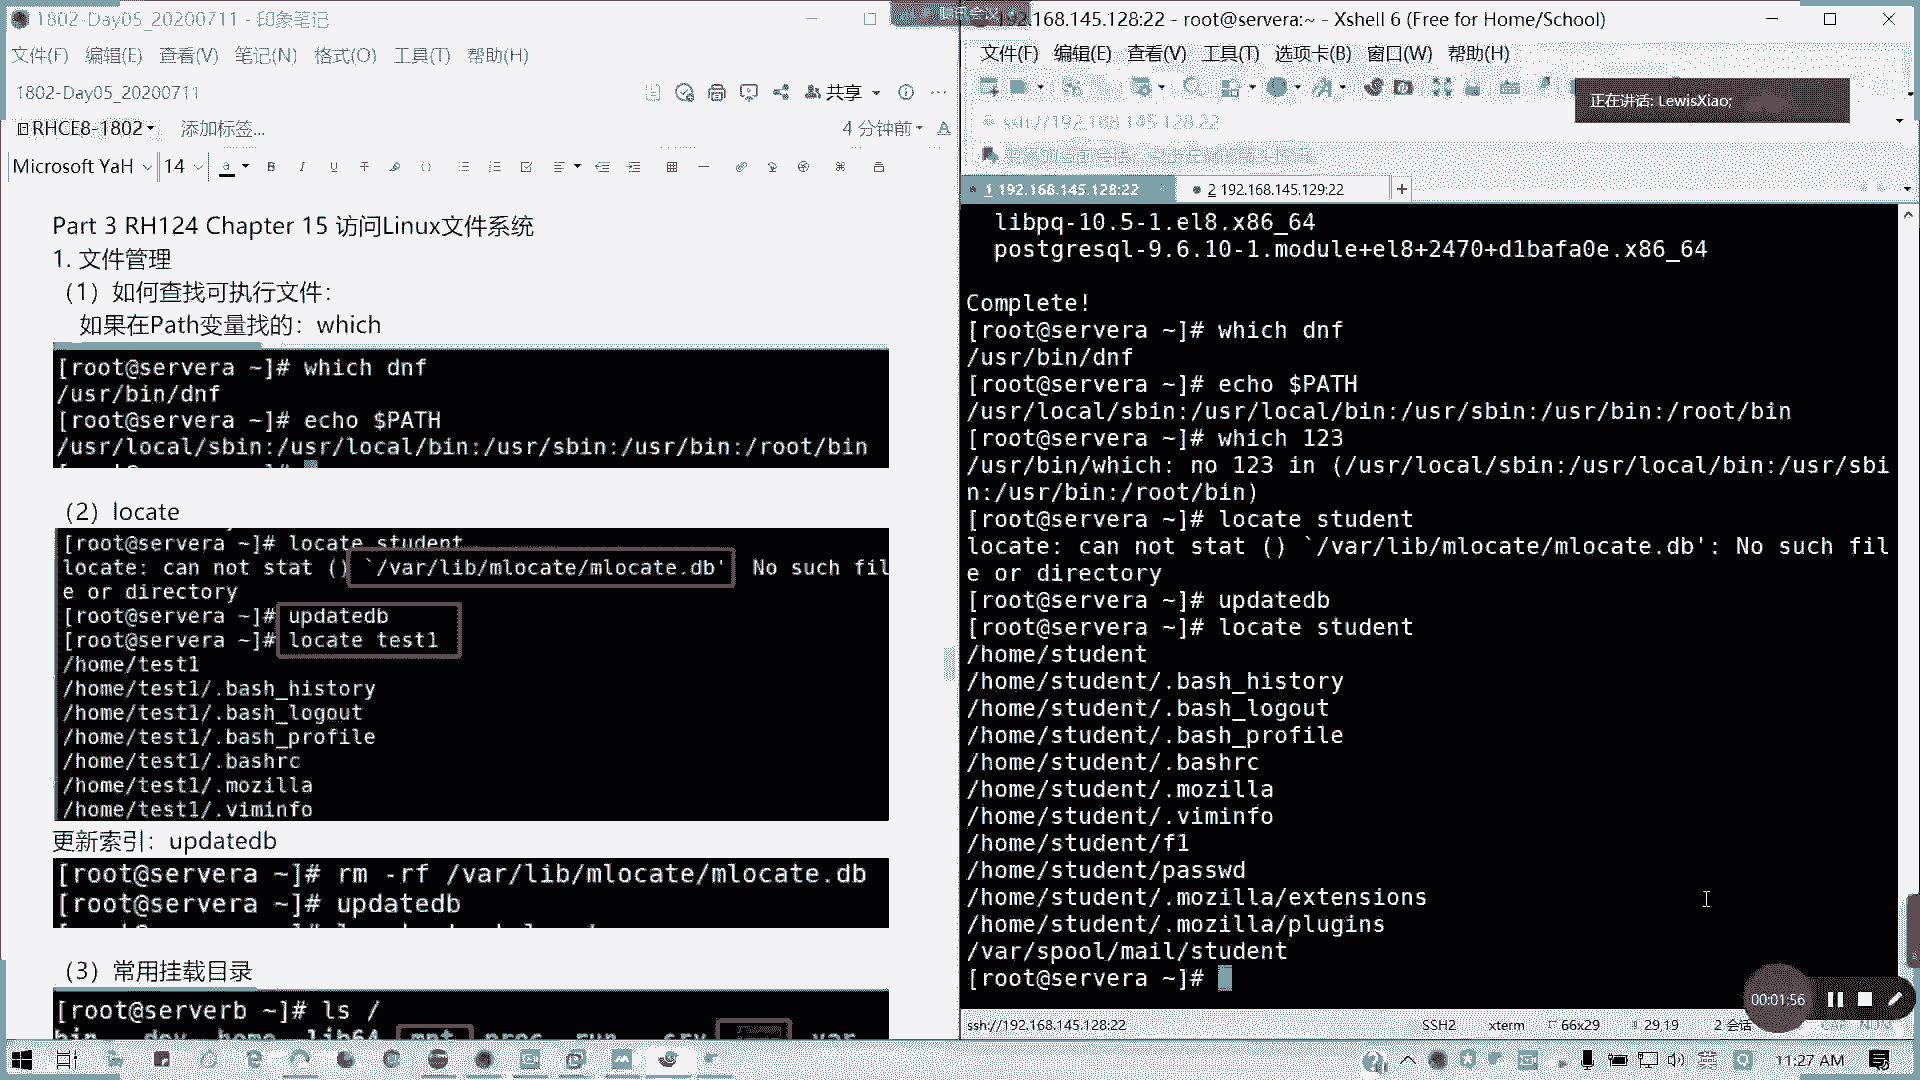 1802-Day05_20200711 - 印象笔记
文件(F) 编辑(E) 查看(V) 笔记(N) 格式(O) 工具(T) 帮助(H)
1802-Day05_20200711
共享
RHCE8-1802 添加标签... 4 分钟前
Microsoft YaH 14
Part 3 RH124 Chapter 15 访问Linux文件系统
1. 文件管理
（1）如何查找可执行文件：
如果在Path变量找的：which
[root@servera ~]# which dnf
/usr/bin/dnf
[root@servera ~]# echo $PATH
/usr/local/sbin:/usr/local/bin:/usr/sbin:/usr/bin:/root/bin
（2）locate
[root@servera ~]# locate student
locate: can not stat () `/var/lib/mlocate/mlocate.db' No such fil
e or directory
[root@servera ~]# updatedb
[root@servera ~]# locate test1
/home/test1
/home/test1/.bash_history
/home/test1/.bash_logout
/home/test1/.bash_profile
/home/test1/.bashrc
/home/test1/.mozilla
/home/test1/.viminfo
更新索引：updatedb
[root@servera ~]# rm -rf /var/lib/mlocate/mlocate.db
[root@servera ~]# updatedb
（3）常用挂载目录
[root@serverb ~]# ls /
bin dev home lib64 mnt proc run srv var
腾讯会议
192.168.145.128:22 - root@servera:~ - Xshell 6 (Free for Home/School)
文件(F) 编辑(E) 查看(V) 工具(T) 选项卡(B) 窗口(W) 帮助(H)
正在讲话: LewisXiao;
ssh://192.168.145.128:22
1 192.168.145.128:22 2 192.168.145.129:22 +
libpq-10.5-1.el8.x86_64
postgresql-9.6.10-1.module+el8+2470+d1bafa0e.x86_64
Complete!
[root@servera ~]# which dnf
/usr/bin/dnf
[root@servera ~]# echo $PATH
/usr/local/sbin:/usr/local/bin:/usr/sbin:/usr/bin:/root/bin
[root@servera ~]# which 123
/usr/bin/which: no 123 in (/usr/local/sbin:/usr/local/bin:/usr/sbi
n:/usr/bin:/root/bin)
[root@servera ~]# locate student
locate: can not stat () `/var/lib/mlocate/mlocate.db': No such fil
e or directory
[root@servera ~]# updatedb
[root@servera ~]# locate student
/home/student
/home/student/.bash_history
/home/student/.bash_logout
/home/student/.bash_profile
/home/student/.bashrc
/home/student/.mozilla
/home/student/.viminfo
/home/student/f1
/home/student/passwd
/home/student/.mozilla/extensions
/home/student/.mozilla/plugins
/var/spool/mail/student
[root@servera ~]#
00:01:56
ssh://192.168.145.128:22 SSH2 xterm 66x29 29,19 2 会话 CAP NUM
英 11:27 AM